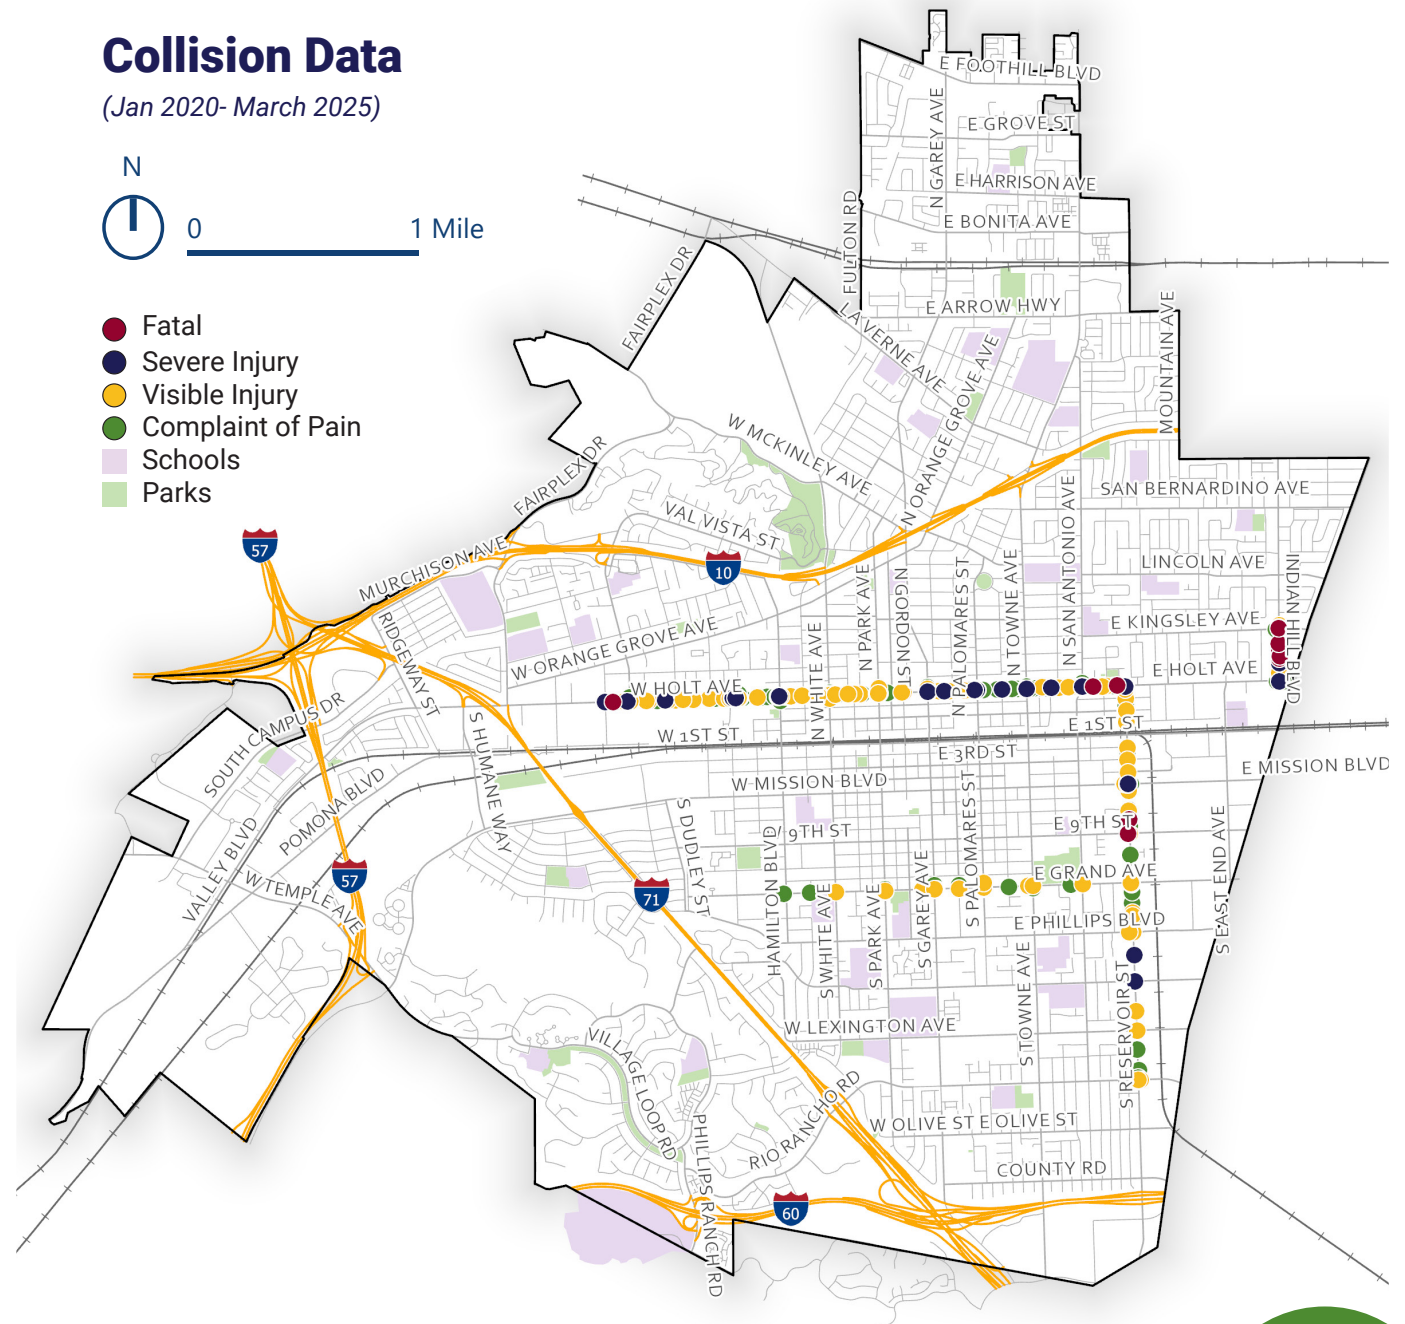 Collision Data
(Jan 2020- March 2025)
N
0 1 Mile
Fatal
Severe Injury
Visible Injury
Complaint of Pain
Schools
Parks
E FOOTHILL BLVD
N GAREY AVE
E GROVE ST
E HARRISON AVE
E BONITA AVE
FULTON RD
FAIRPLEX DR
E ARROW HWY
LA VERNE AVE
MOUNTAIN AVE
N ORANGE GROVE AVE
W MCKINLEY AVE
FAIRPLEX DR
SAN BERNARDINO AVE
VAL VISTA ST
57
MURCHISON AVE
10
N SAN ANTONIO AVE
LINCOLN AVE
INDIAN HILL BLVD
N PARK AVE
N GORDON ST
N PALOMARES ST
N TOWNE AVE
RIDGEWAY ST
W ORANGE GROVE AVE
N WHITE AVE
E KINGSLEY AVE
E HOLT AVE
W HOLT AVE
SOUTH CAMPUS DR
S HUMANE WAY
W 1ST ST
E 1ST ST
E 3RD ST
E MISSION BLVD
W MISSION BLVD
POMONA BLVD
VALLEY BLVD
S DUDLEY ST
W 9TH ST
S PALOMARES ST
E 9TH ST
S EAST END AVE
57
W TEMPLE AVE
71
HAMILTON BLVD
S WHITE AVE
S PARK AVE
S GAREY AVE
E GRAND AVE
E PHILLIPS BLVD
S TOWNE AVE
S RESERVOIR ST
W LEXINGTON AVE
VILLAGE LOOP RD
RIO RANCHO RD
W OLIVE ST E OLIVE ST
PHILLIPS RANCH RD
COUNTY RD
60